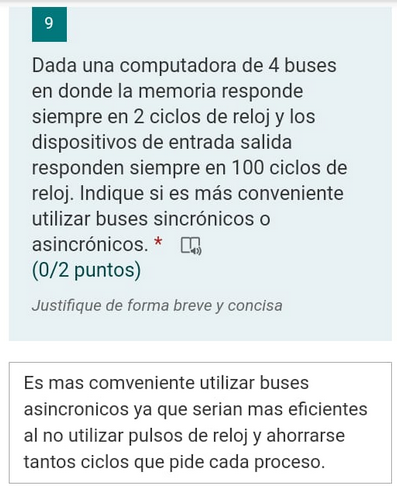 9
Dada una computadora de 4 buses
en donde la memoria responde
siempre en 2 ciclos de reloj y los
dispositivos de entrada salida
responden siempre en 100 ciclos de
reloj. Indique si es más conveniente
utilizar buses sincrónicos o
asincrónicos. *
(0/2 puntos)
Justifique de forma breve y concisa
Es mas comveniente utilizar buses
asincronicos ya que serian mas eficientes
al no utilizar pulsos de reloj y ahorrarse
tantos ciclos que pide cada proceso.